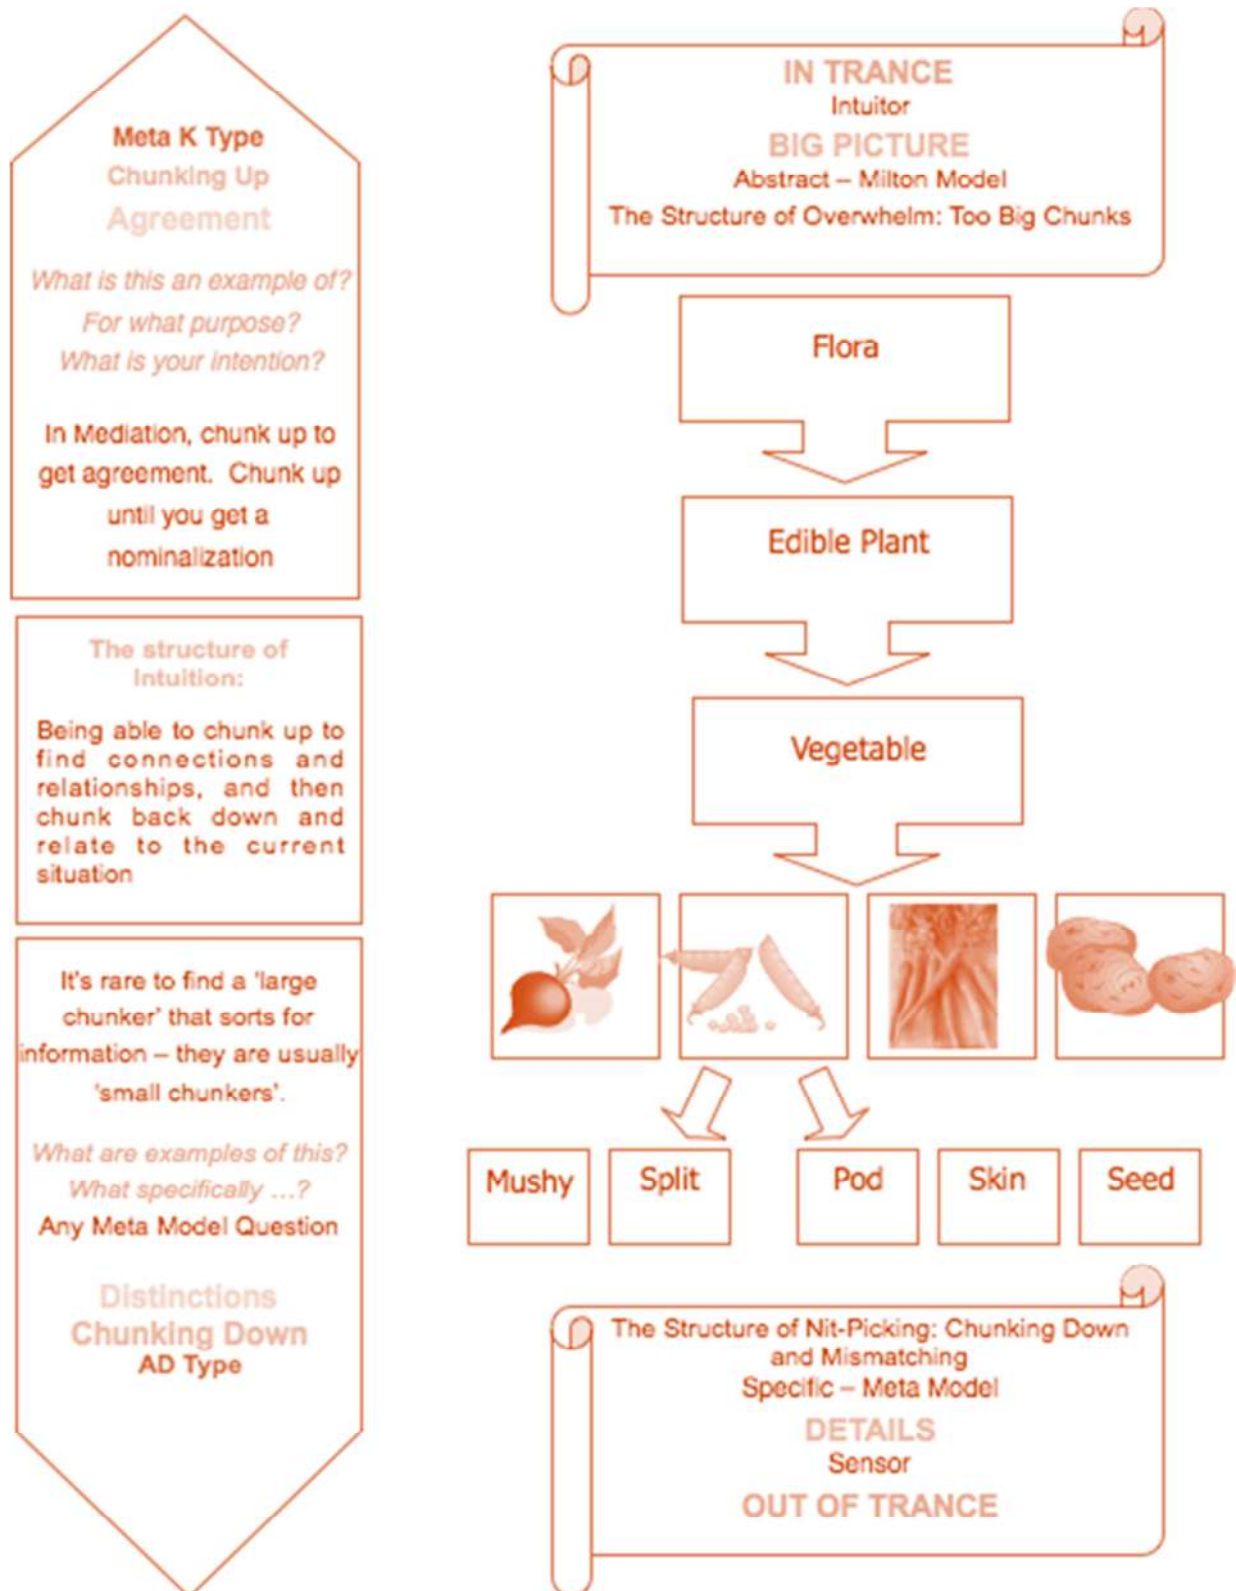 Meta K Type
Chunking Up
Agreement
What is this an example of?
For what purpose?
What is your intention?
In Mediation, chunk up to
get agreement. Chunk up
until you get a
nominalization
The structure of
Intuition:
Being able to chunk up to
find connections and
relationships, and then
chunk back down and
relate to the current
situation
It's rare to find a 'large
chunker' that sorts for
information – they are usually
'small chunkers'.
What are examples of this?
What specifically ...?
Any Meta Model Question
Distinctions
Chunking Down
AD Type
IN TRANCE
Intuitor
BIG PICTURE
Abstract – Milton Model
The Structure of Overwhelm: Too Big Chunks
Flora
Edible Plant
Vegetable
Mushy
Split
Pod
Skin
Seed
The Structure of Nit-Picking: Chunking Down
and Mismatching
Specific – Meta Model
DETAILS
Sensor
OUT OF TRANCE